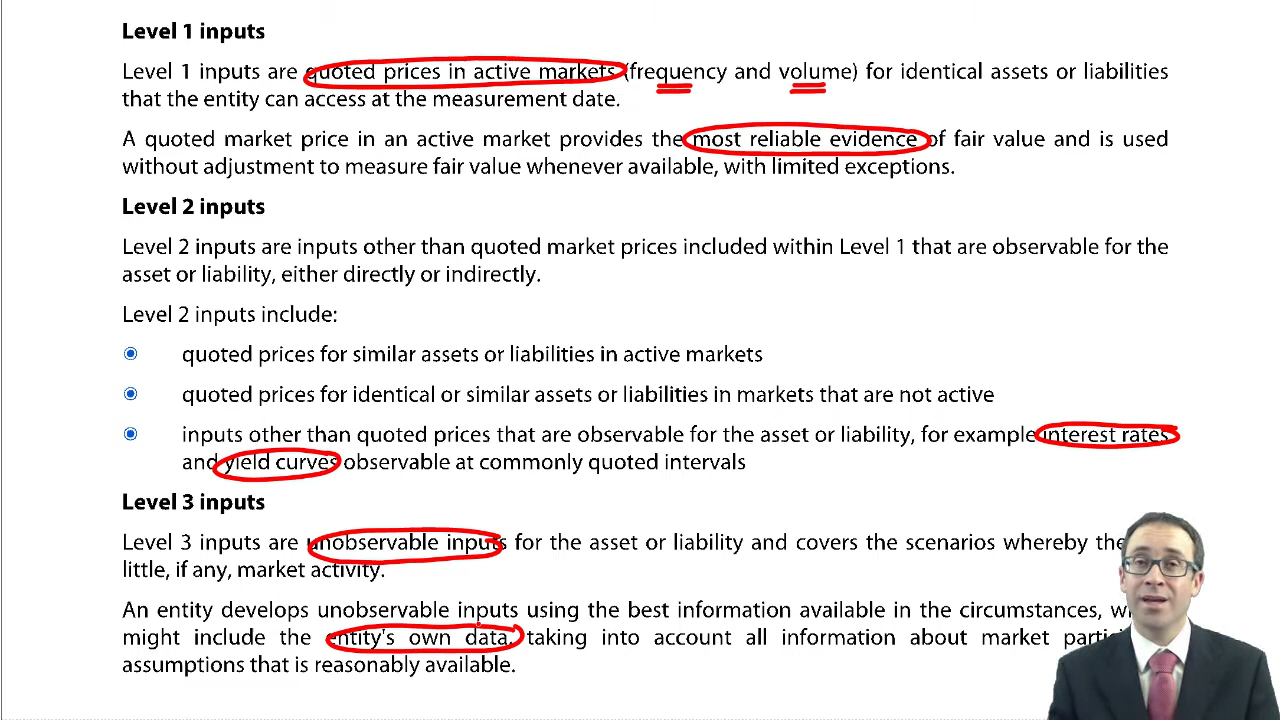 Level 1 inputs
Level 1 inputs are quoted prices in active markets (frequency and volume) for identical assets or liabilities
that the entity can access at the measurement date.
A quoted market price in an active market provides the most reliable evidence of fair value and is used
without adjustment to measure fair value whenever available, with limited exceptions.
Level 2 inputs
Level 2 inputs are inputs other than quoted market prices included within Level 1 that are observable for the
asset or liability, either directly or indirectly.
Level 2 inputs include:
quoted prices for similar assets or liabilities in active markets
quoted prices for identical or similar assets or liabilities in markets that are not active
inputs other than quoted prices that are observable for the asset or liability, for example interest rates
and yield curves observable at commonly quoted intervals
Level 3 inputs
Level 3 inputs are unobservable inputs for the asset or liability and covers the scenarios whereby
little, if any, market activity.
An entity develops unobservable inputs using the best information available in the circumstances,
might include the entity's own data, taking into account all information about market
assumptions that is reasonably available.